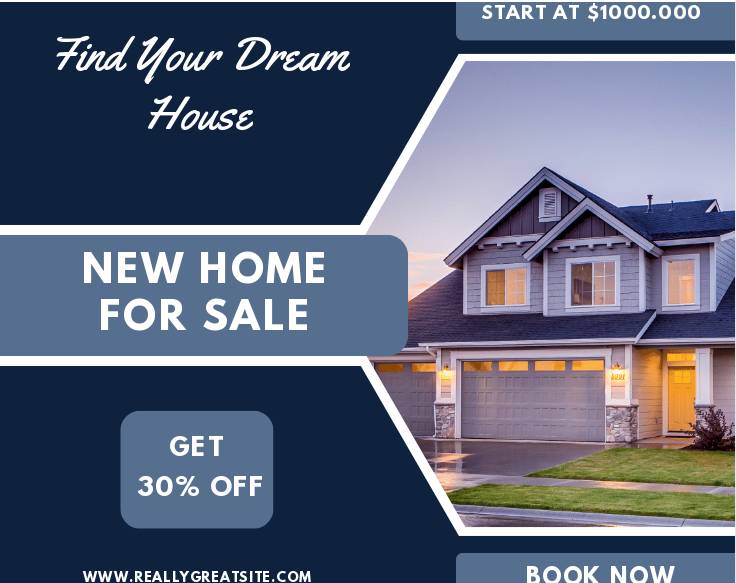 START AT $1000.000
Find Your Dream
House
NEW HOME
FOR SALE
GET
30% OFF
WWW.REALLYGREATSITE.COM
BOOK NOW